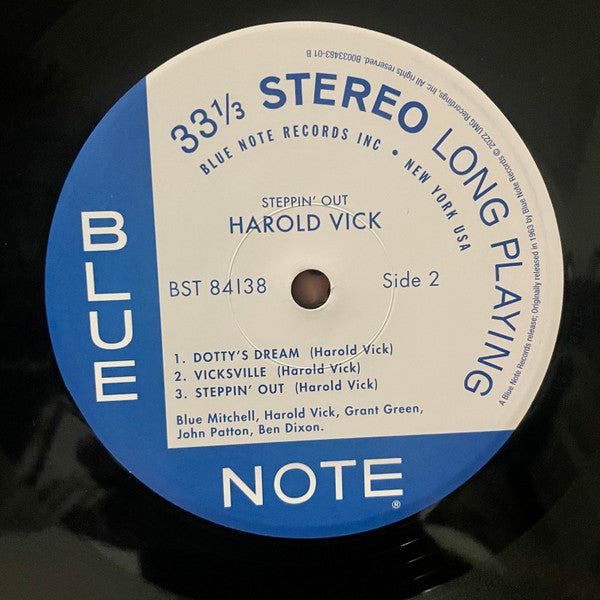 33⅓ STEREO LONG PLAYING
BLUE NOTE RECORDS INC • NEW YORK USA
STEPPIN' OUT
HAROLD VICK
BST 84138
Side 2
1. DOTTY'S DREAM (Harold Vick)
2. VICKSVILLE (Harold Vick)
3. STEPPIN' OUT (Harold Vick)
Blue Mitchell, Harold Vick, Grant Green,
John Patton, Ben Dixon.
BLUE
NOTE®
A Blue Note Records release; Originally released in 1963 by Blue Note Records © 2022 UMG Recordings, Inc. All rights reserved. B0033483-01 B